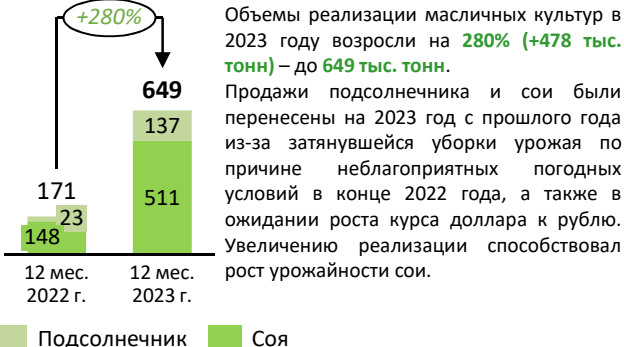 +280%
649
137
511
171
23
148
12 мес.
2022 г.
12 мес.
2023 г.
Подсолнечник
Соя
Объемы реализации масличных культур в
2023 году возросли на 280% (+478 тыс.
тонн) – до 649 тыс. тонн.
Продажи подсолнечника и сои были
перенесены на 2023 год с прошлого года
из-за затянувшейся уборки урожая по
причине неблагоприятных погодных
условий в конце 2022 года, а также в
ожидании роста курса доллара к рублю.
Увеличению реализации способствовал
рост урожайности сои.